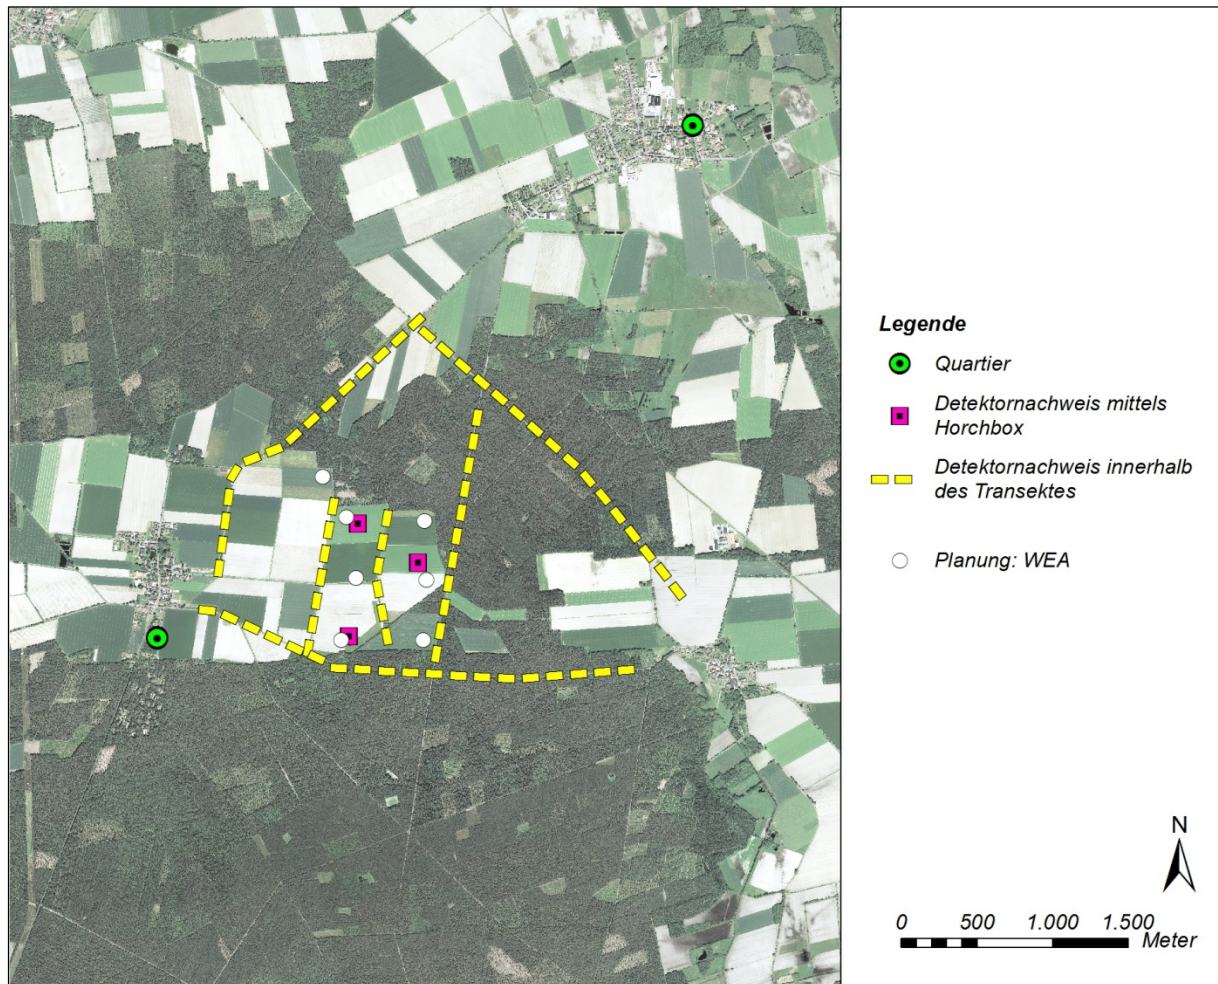 Legende
Quartier
Detektornachweis mittels
Horchbox
Detektornachweis innerhalb
des Transektes
Planung: WEA
N
0 500 1.000 1.500
Meter